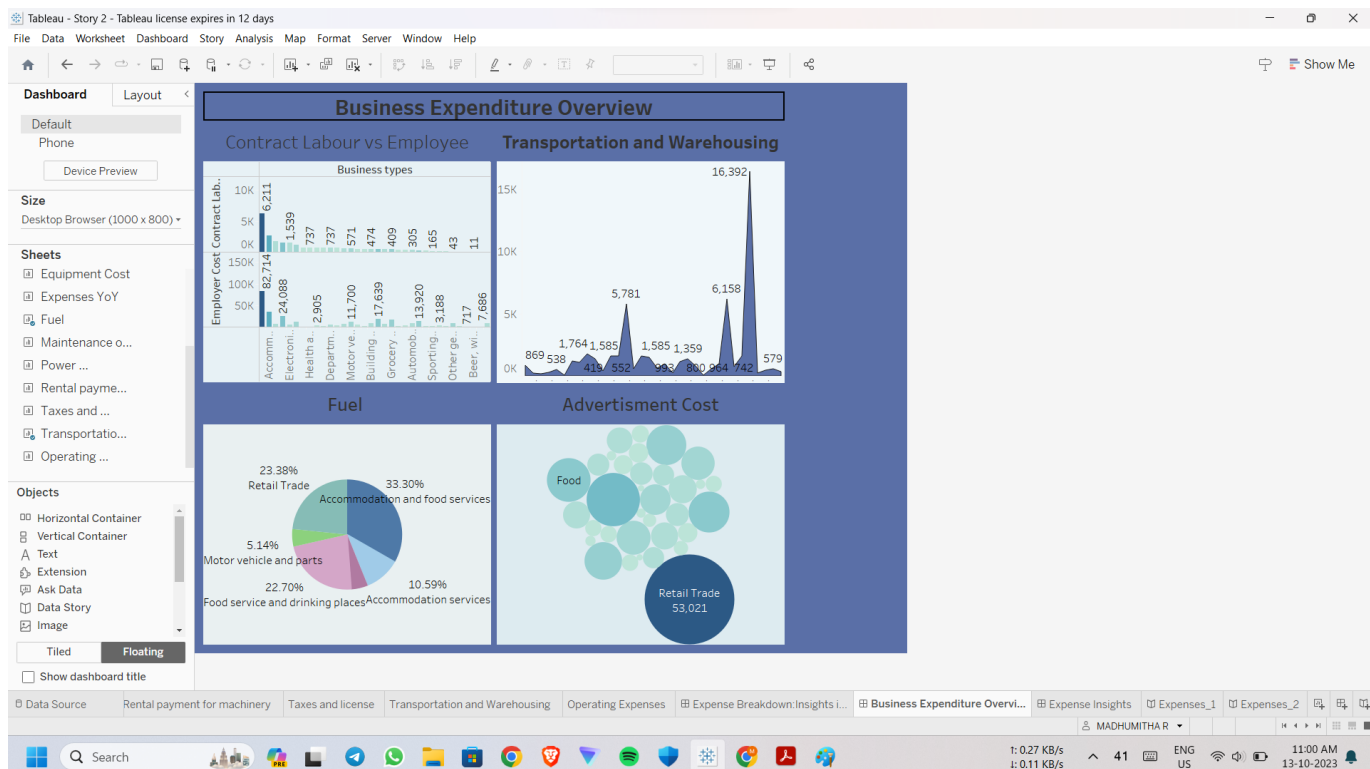 Tableau - Story 2 - Tableau license expires in 12 days
File Data Worksheet Dashboard Story Analysis Map Format Server Window Help
Show Me
Dashboard Layout
Default
Phone
Device Preview
Size
Desktop Browser (1000 x 800)
Sheets
Equipment Cost
Expenses YoY
Fuel
Maintenance o...
Power ...
Rental payme...
Taxes and ...
Transportatio...
Operating ...
Objects
Horizontal Container
Vertical Container
Text
Extension
Ask Data
Data Story
Image
Tiled Floating
Show dashboard title
Business Expenditure Overview
Contract Labour vs Employee
Business types
Contract Lab..
10K
5K
0K
6,211
1,539
737
737
571
474
409
305
165
43
11
Employer Cost
150K
100K
50K
82,714
24,088
2,905
11,700
17,639
13,920
3,188
717
7,686
Accomm..
Electroni..
Health a..
Departm..
Motor ve..
Building ..
Grocery ..
Automob..
Sporting..
Other ge..
Beer, wi..
Transportation and Warehousing
15K
10K
5K
0K
16,392
6,158
5,781
1,764 1,585 1,585 1,359
869 538 419 552 993 800 964 742 579
Fuel
23.38%
Retail Trade
33.30%
Accommodation and food services
5.14%
Motor vehicle and parts
22.70%
Food service and drinking places
10.59%
Accommodation services
Advertisment Cost
Food
Retail Trade
53,021
Data Source Rental payment for machinery Taxes and license Transportation and Warehousing Operating Expenses Expense Breakdown:Insights i... Business Expenditure Overvi... Expense Insights Expenses_1 Expenses_2
MADHUMITHA R
Search
PRE
↑: 0.27 KB/s
↓: 0.11 KB/s
41
ENG
US
11:00 AM
13-10-2023